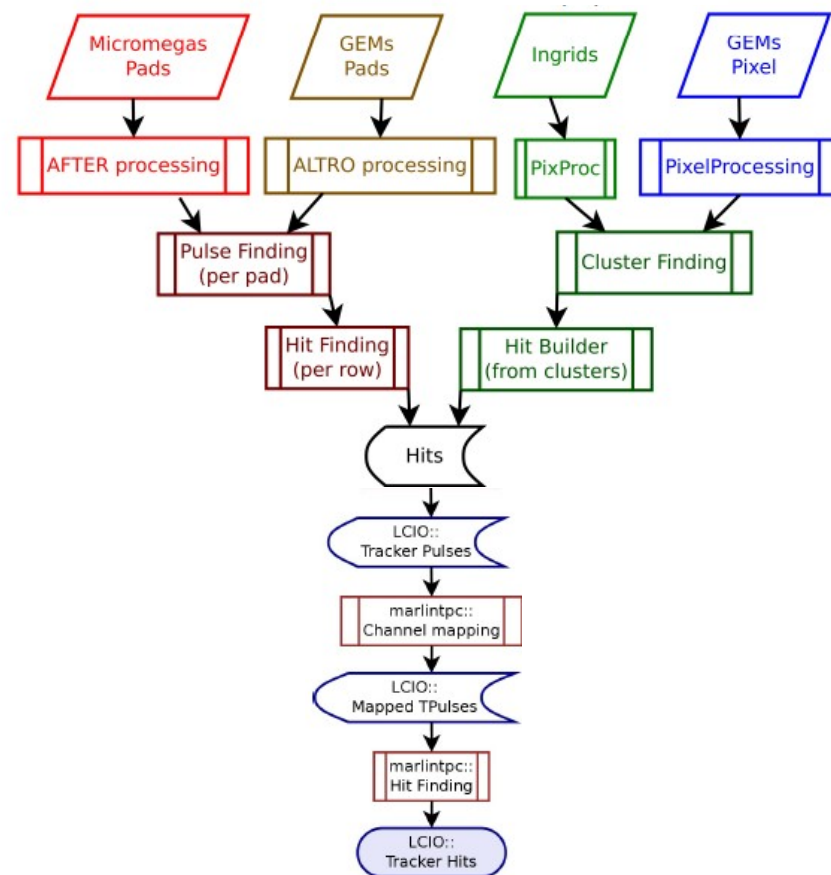 Micromegas
Pads
GEMs
Pads
Ingrids
GEMs
Pixel
AFTER processing
ALTRO processing
PixProc
PixelProcessing
Pulse Finding
(per pad)
Cluster Finding
Hit Finding
(per row)
Hit Builder
(from clusters)
Hits
LCIO::
Tracker Pulses
marlintpc::
Channel mapping
LCIO::
Mapped TPulses
marlintpc::
Hit Finding
LCIO::
Tracker Hits